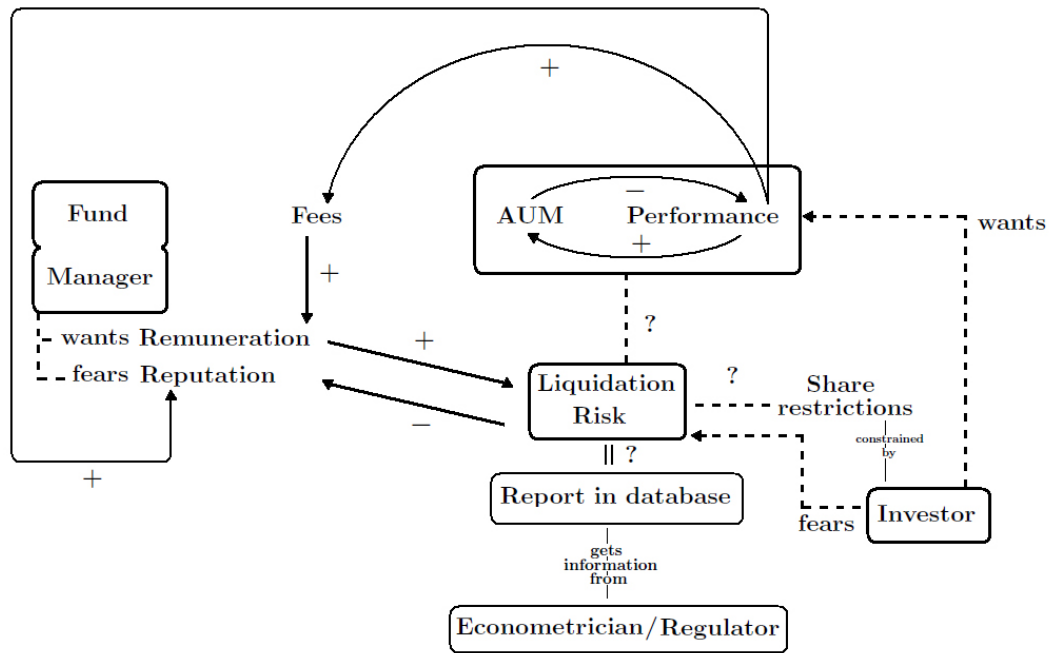 +
Fund
Manager
Fees
AUM
−
Performance
+
wants
+
?
wants Remuneration
fears Reputation
+
−
+
Liquidation
Risk
?
Share
restrictions
constrained
by
|| ?
Report in database
fears
Investor
gets
information
from
Econometrician/Regulator